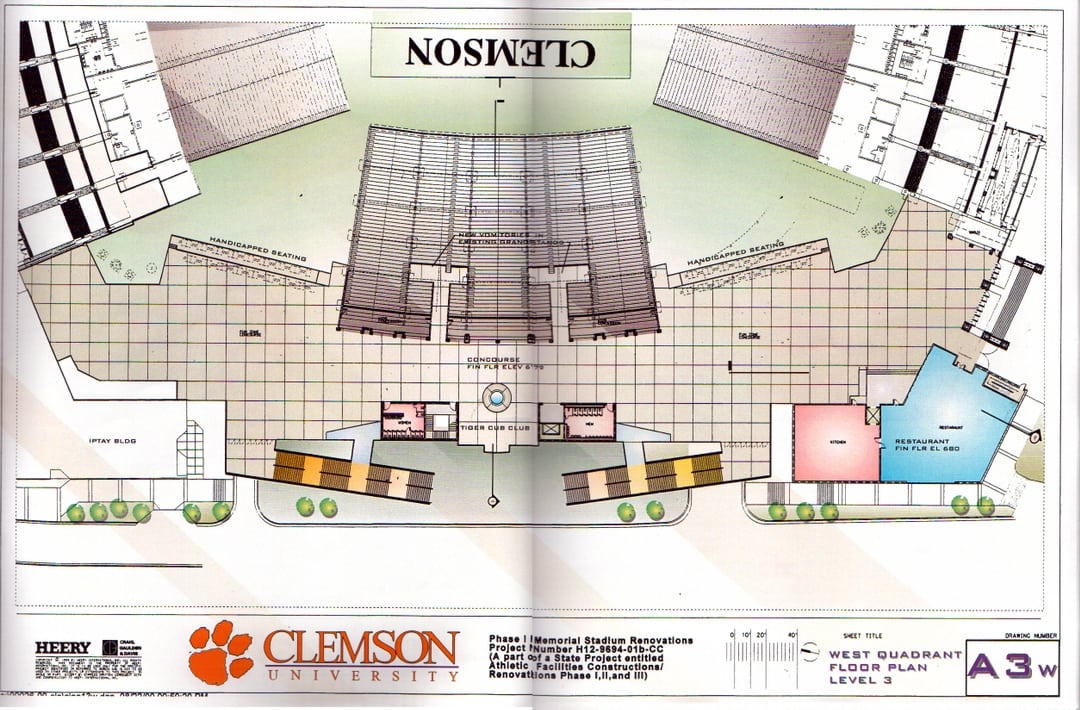 CLEMSON
NEW VOMITORIES IN
EXISTING GRANDSTANDS
HANDICAPPED SEATING
HANDICAPPED SEATING
CONCOURSE
FIN FLR ELEV
WOMEN
MEN
TIGER CUB CLUB
IPTAY BLDG
KITCHEN
RESTAURANT
RESTAURANT
FIN FLR EL 680
HEERY
CRAIG,
GAULDEN
& DAVIS
CLEMSON
UNIVERSITY
Phase I Memorial Stadium Renovations
Project Number H12-9694-01b-CC
(A part of a State Project entitled
Athletic Facilities Constructions/
Renovations Phase I,II,and III)
0 10' 20' 40'
SHEET TITLE
WEST QUADRANT
FLOOR PLAN
LEVEL 3
DRAWING NUMBER
A3W